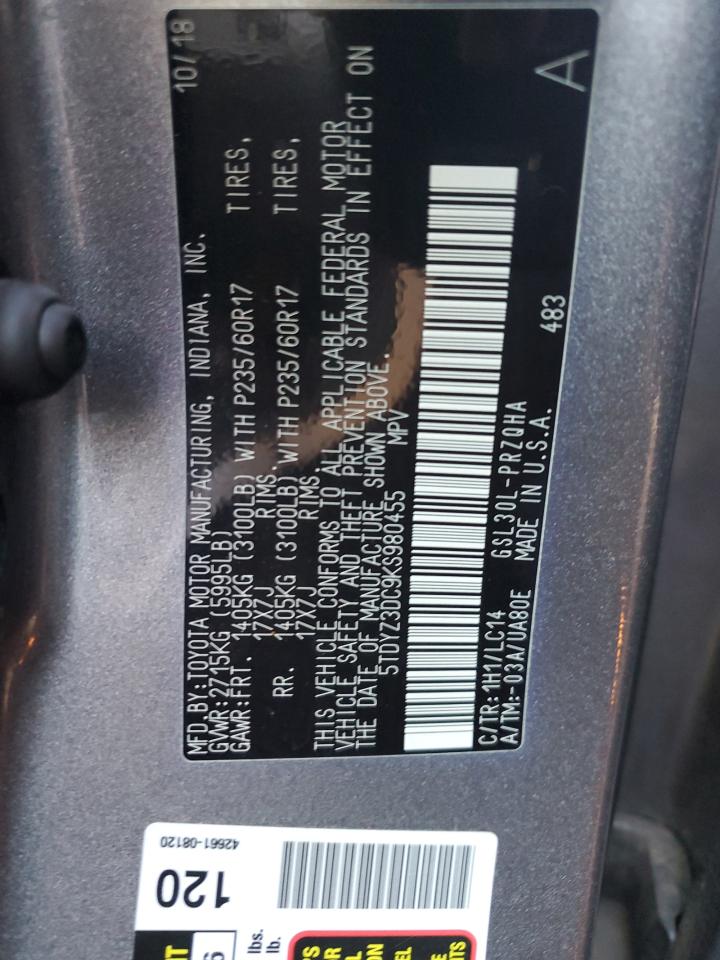 MFD. BY: TOYOTA MOTOR MANUFACTURING, INDIANA, INC. 10/18
GVWR: 2715KG (5995LB)
GAWR: FRT. 1405KG (3100LB) WITH P235/60R17 TIRES,
17X7J RIMS.
RR. 1405KG (3100LB) WITH P235/60R17 TIRES,
17X7J RIMS.
THIS VEHICLE CONFORMS TO ALL APPLICABLE FEDERAL MOTOR
VEHICLE SAFETY AND THEFT PREVENTION STANDARDS IN EFFECT ON
THE DATE OF MANUFACTURE SHOWN ABOVE.
5TDYZ3DC9KS980455 MPV
C/TR: 1H1/LC14 GSL30L-PRZQHA
A/TM: -03A/UA80E MADE IN U.S.A. 483
A
42661-08120
120
lbs.
lb.